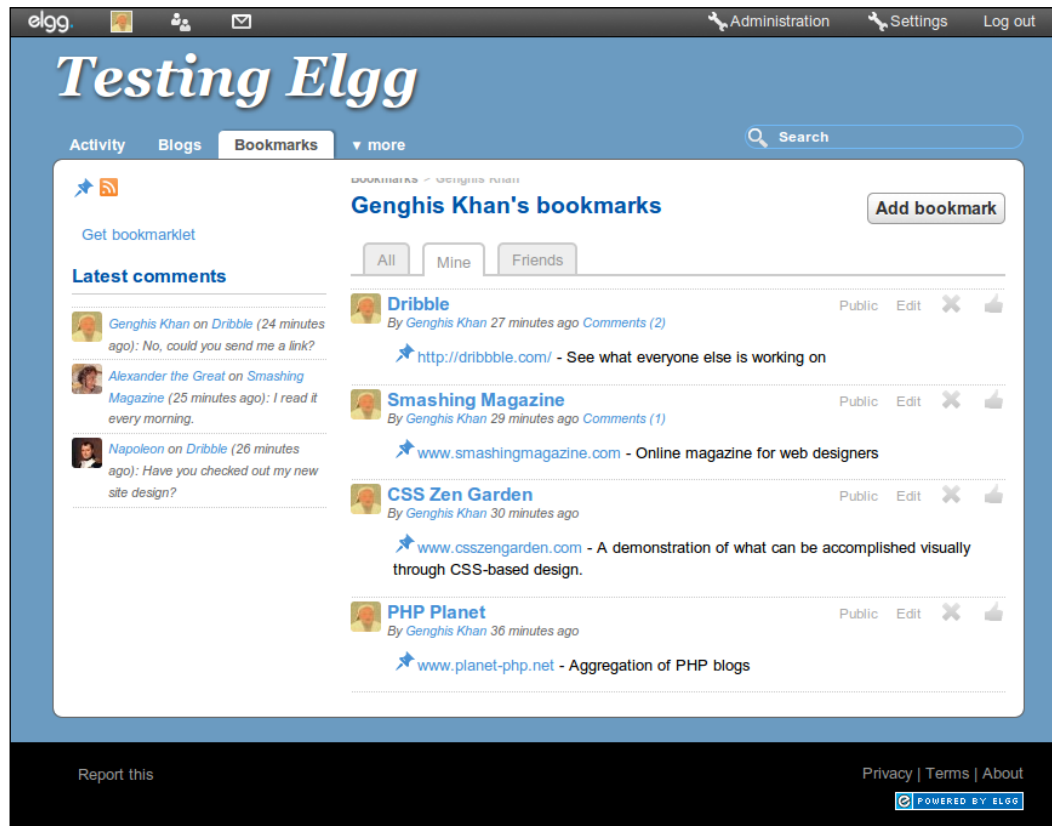 elgg. Administration Settings Log out
Testing Elgg
Activity Blogs Bookmarks ▼ more Search
Bookmarks > Genghis Khan
Genghis Khan's bookmarks
Add bookmark
Get bookmarklet
Latest comments
Genghis Khan on Dribble (24 minutes
ago): No, could you send me a link?
Alexander the Great on Smashing
Magazine (25 minutes ago): I read it
every morning.
Napoleon on Dribble (26 minutes
ago): Have you checked out my new
site design?
All Mine Friends
Dribble Public Edit
By Genghis Khan 27 minutes ago Comments (2)
http://dribbble.com/ - See what everyone else is working on
Smashing Magazine Public Edit
By Genghis Khan 29 minutes ago Comments (1)
www.smashingmagazine.com - Online magazine for web designers
CSS Zen Garden Public Edit
By Genghis Khan 30 minutes ago
www.csszengarden.com - A demonstration of what can be accomplished visually
through CSS-based design.
PHP Planet Public Edit
By Genghis Khan 36 minutes ago
www.planet-php.net - Aggregation of PHP blogs
Report this
Privacy | Terms | About
POWERED BY ELGG